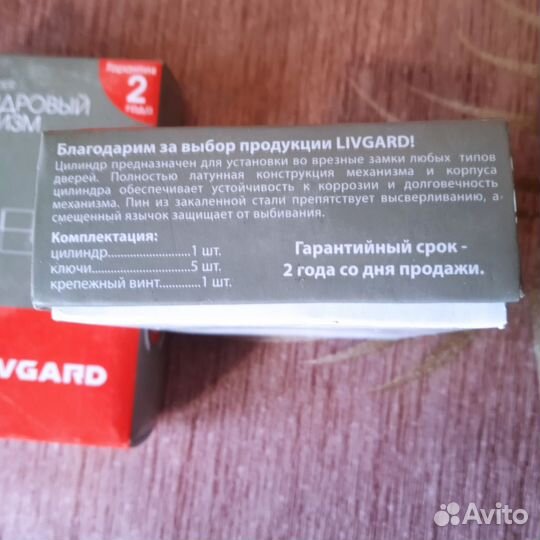 Гарантия
2
года
ДРОВЫЙ
ИЗМ
Благодарим за выбор продукции LIVGARD!
Цилиндр предназначен для установки во врезные замки любых типов
дверей. Полностью латунная конструкция механизма и корпуса
цилиндра обеспечивает устойчивость к коррозии и долговечность
механизма. Пин из закаленной стали препятствует высверливанию, а
смещенный язычок защищает от выбивания.
Комплектация:
цилиндр......................1 шт.
ключи.........................5 шт.
крепежный винт.............1 шт.
Гарантийный срок -
2 года со дня продажи.
VGARD
Avito